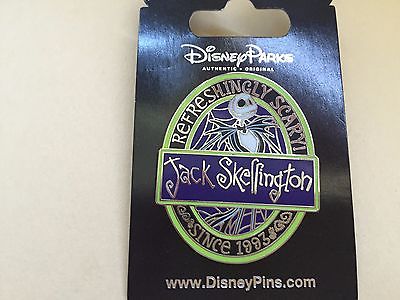 Disney Parks
AUTHENTIC • ORIGINAL
REFRESHINGLY SCARY!
Jack Skellington
SINCE 1993
www.DisneyPins.com